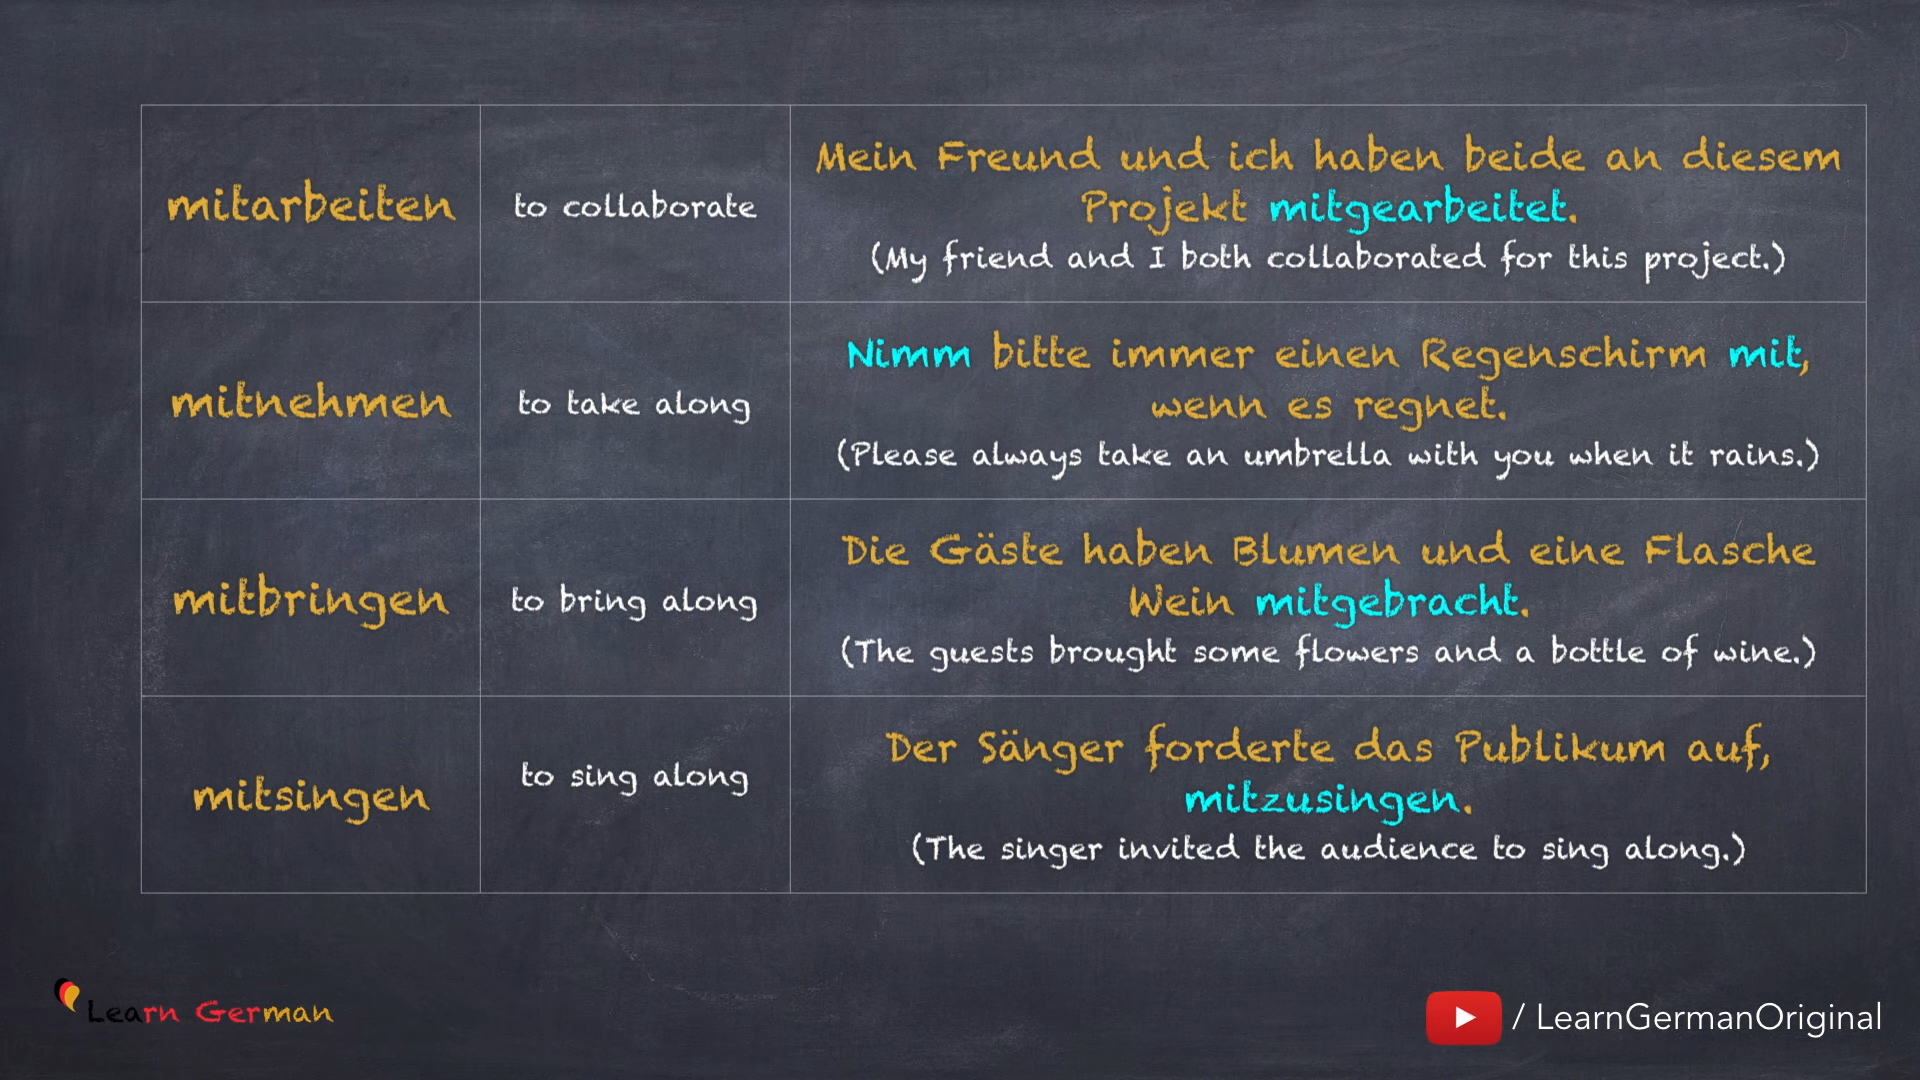 mitarbeiten
to collaborate
Mein Freund und ich haben beide an diesem
Projekt mitgearbeitet.
(My friend and I both collaborated for this project.)
mitnehmen
to take along
Nimm bitte immer einen Regenschirm mit,
wenn es regnet.
(Please always take an umbrella with you when it rains.)
mitbringen
to bring along
Die Gäste haben Blumen und eine Flasche
Wein mitgebracht.
(The guests brought some flowers and a bottle of wine.)
mitsingen
to sing along
Der Sänger forderte das Publikum auf,
mitzusingen.
(The singer invited the audience to sing along.)
Learn German
/ LearnGermanOriginal